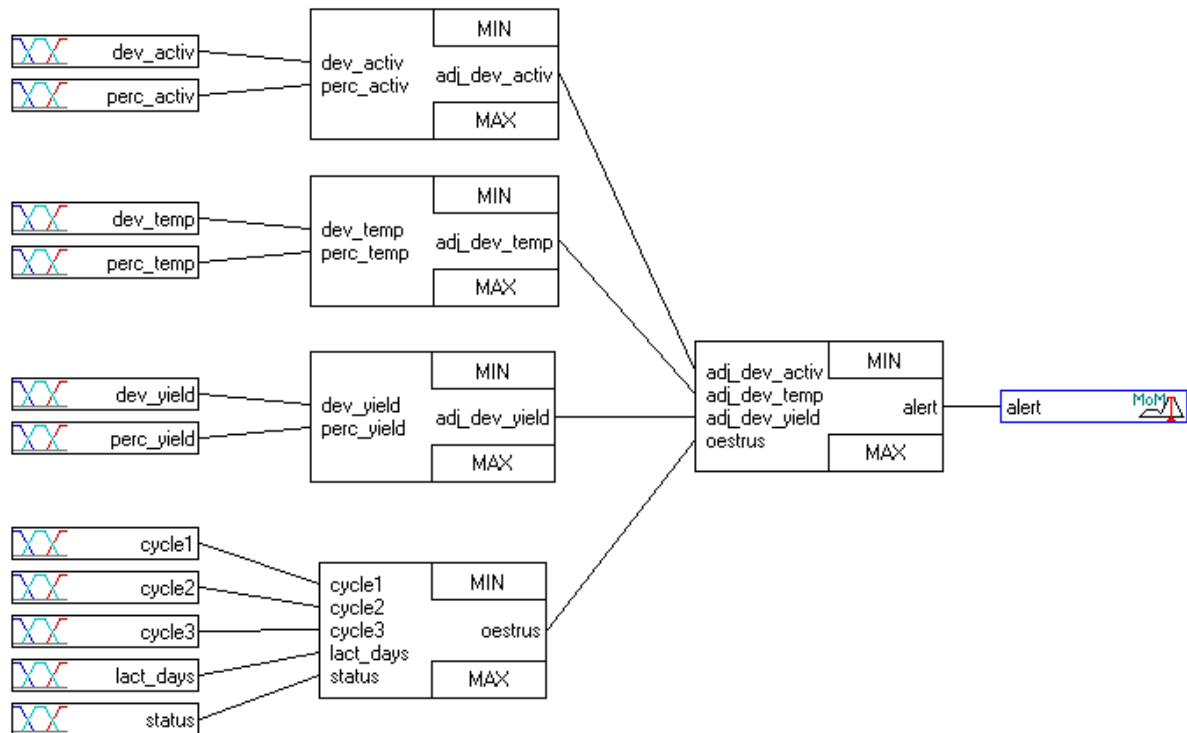 dev_activ
perc_activ
MIN
dev_activ
perc_activ
adj_dev_activ
MAX
dev_temp
perc_temp
MIN
dev_temp
perc_temp
adj_dev_temp
MAX
dev_yield
perc_yield
MIN
dev_yield
perc_yield
adj_dev_yield
MAX
cycle1
cycle2
cycle3
lact_days
status
MIN
cycle1
cycle2
cycle3
lact_days
status
oestrus
MAX
MIN
adj_dev_activ
adj_dev_temp
adj_dev_yield
oestrus
alert
MAX
alert
MoM